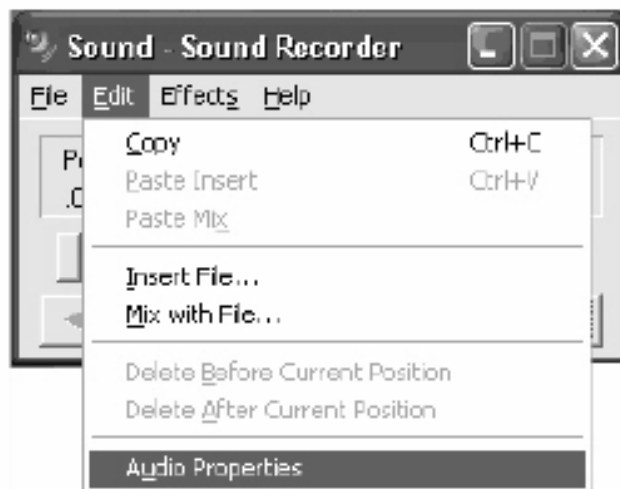 Sound - Sound Recorder
File Edit Effects Help
Copy Ctrl+C
Paste Insert Ctrl+V
Paste Mix
Insert File...
Mix with File...
Delete Before Current Position
Delete After Current Position
Audio Properties